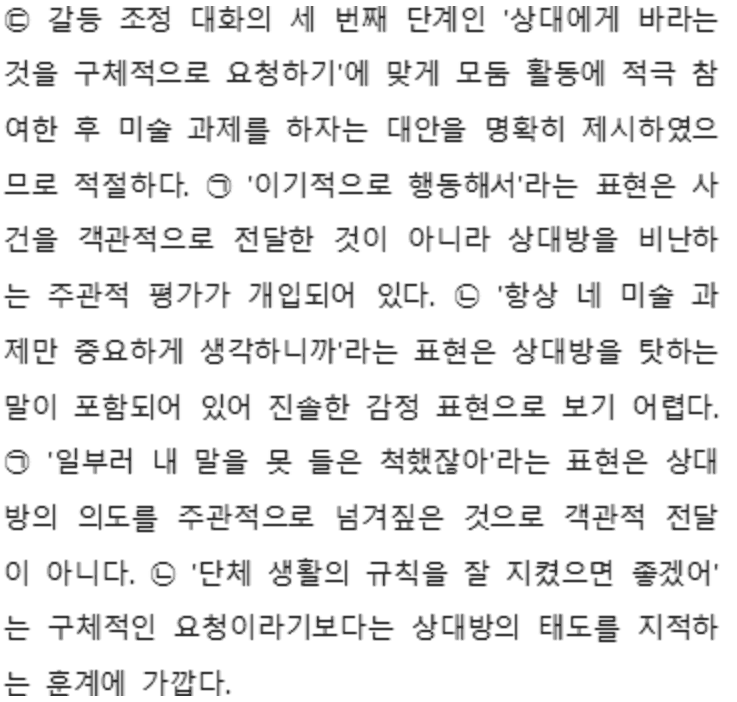 ㉢ 갈등 조정 대화의 세 번째 단계인 '상대에게 바라는
것을 구체적으로 요청하기'에 맞게 모둠 활동에 적극 참
여한 후 미술 과제를 하자는 대안을 명확히 제시하였으
므로 적절하다. ㉠ '이기적으로 행동해서'라는 표현은 사
건을 객관적으로 전달한 것이 아니라 상대방을 비난하
는 주관적 평가가 개입되어 있다. ㉡ '항상 네 미술 과
제만 중요하게 생각하니까'라는 표현은 상대방을 탓하는
말이 포함되어 있어 진솔한 감정 표현으로 보기 어렵다.
㉠ '일부러 내 말을 못 들은 척했잖아'라는 표현은 상대
방의 의도를 주관적으로 넘겨짚은 것으로 객관적 전달
이 아니다. ㉡ '단체 생활의 규칙을 잘 지켰으면 좋겠어'
는 구체적인 요청이라기보다는 상대방의 태도를 지적하
는 훈계에 가깝다.